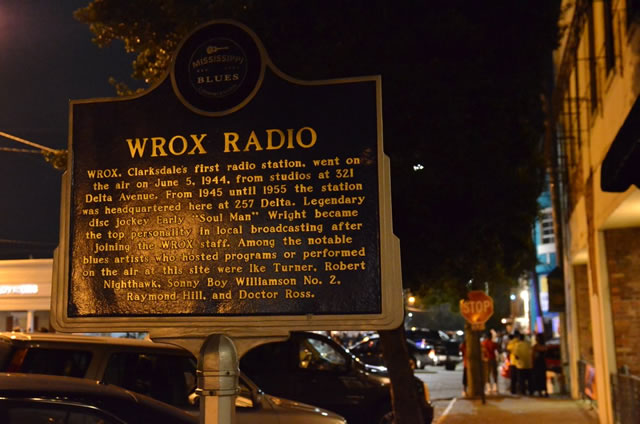 MISSISSIPPI
BLUES
WROX RADIO
WROX, Clarksdale's first radio station, went on
the air on June 5, 1944, from studios at 321
Delta Avenue. From 1945 until 1955 the station
was headquartered here at 257 Delta. Legendary
disc jockey Early "Soul Man" Wright became
the top personality in local broadcasting after
joining the WROX staff. Among the notable
blues artists who hosted programs or performed
on the air at this site were Ike Turner, Robert
Nighthawk, Sonny Boy Williamson No. 2,
Raymond Hill, and Doctor Ross.
STOP